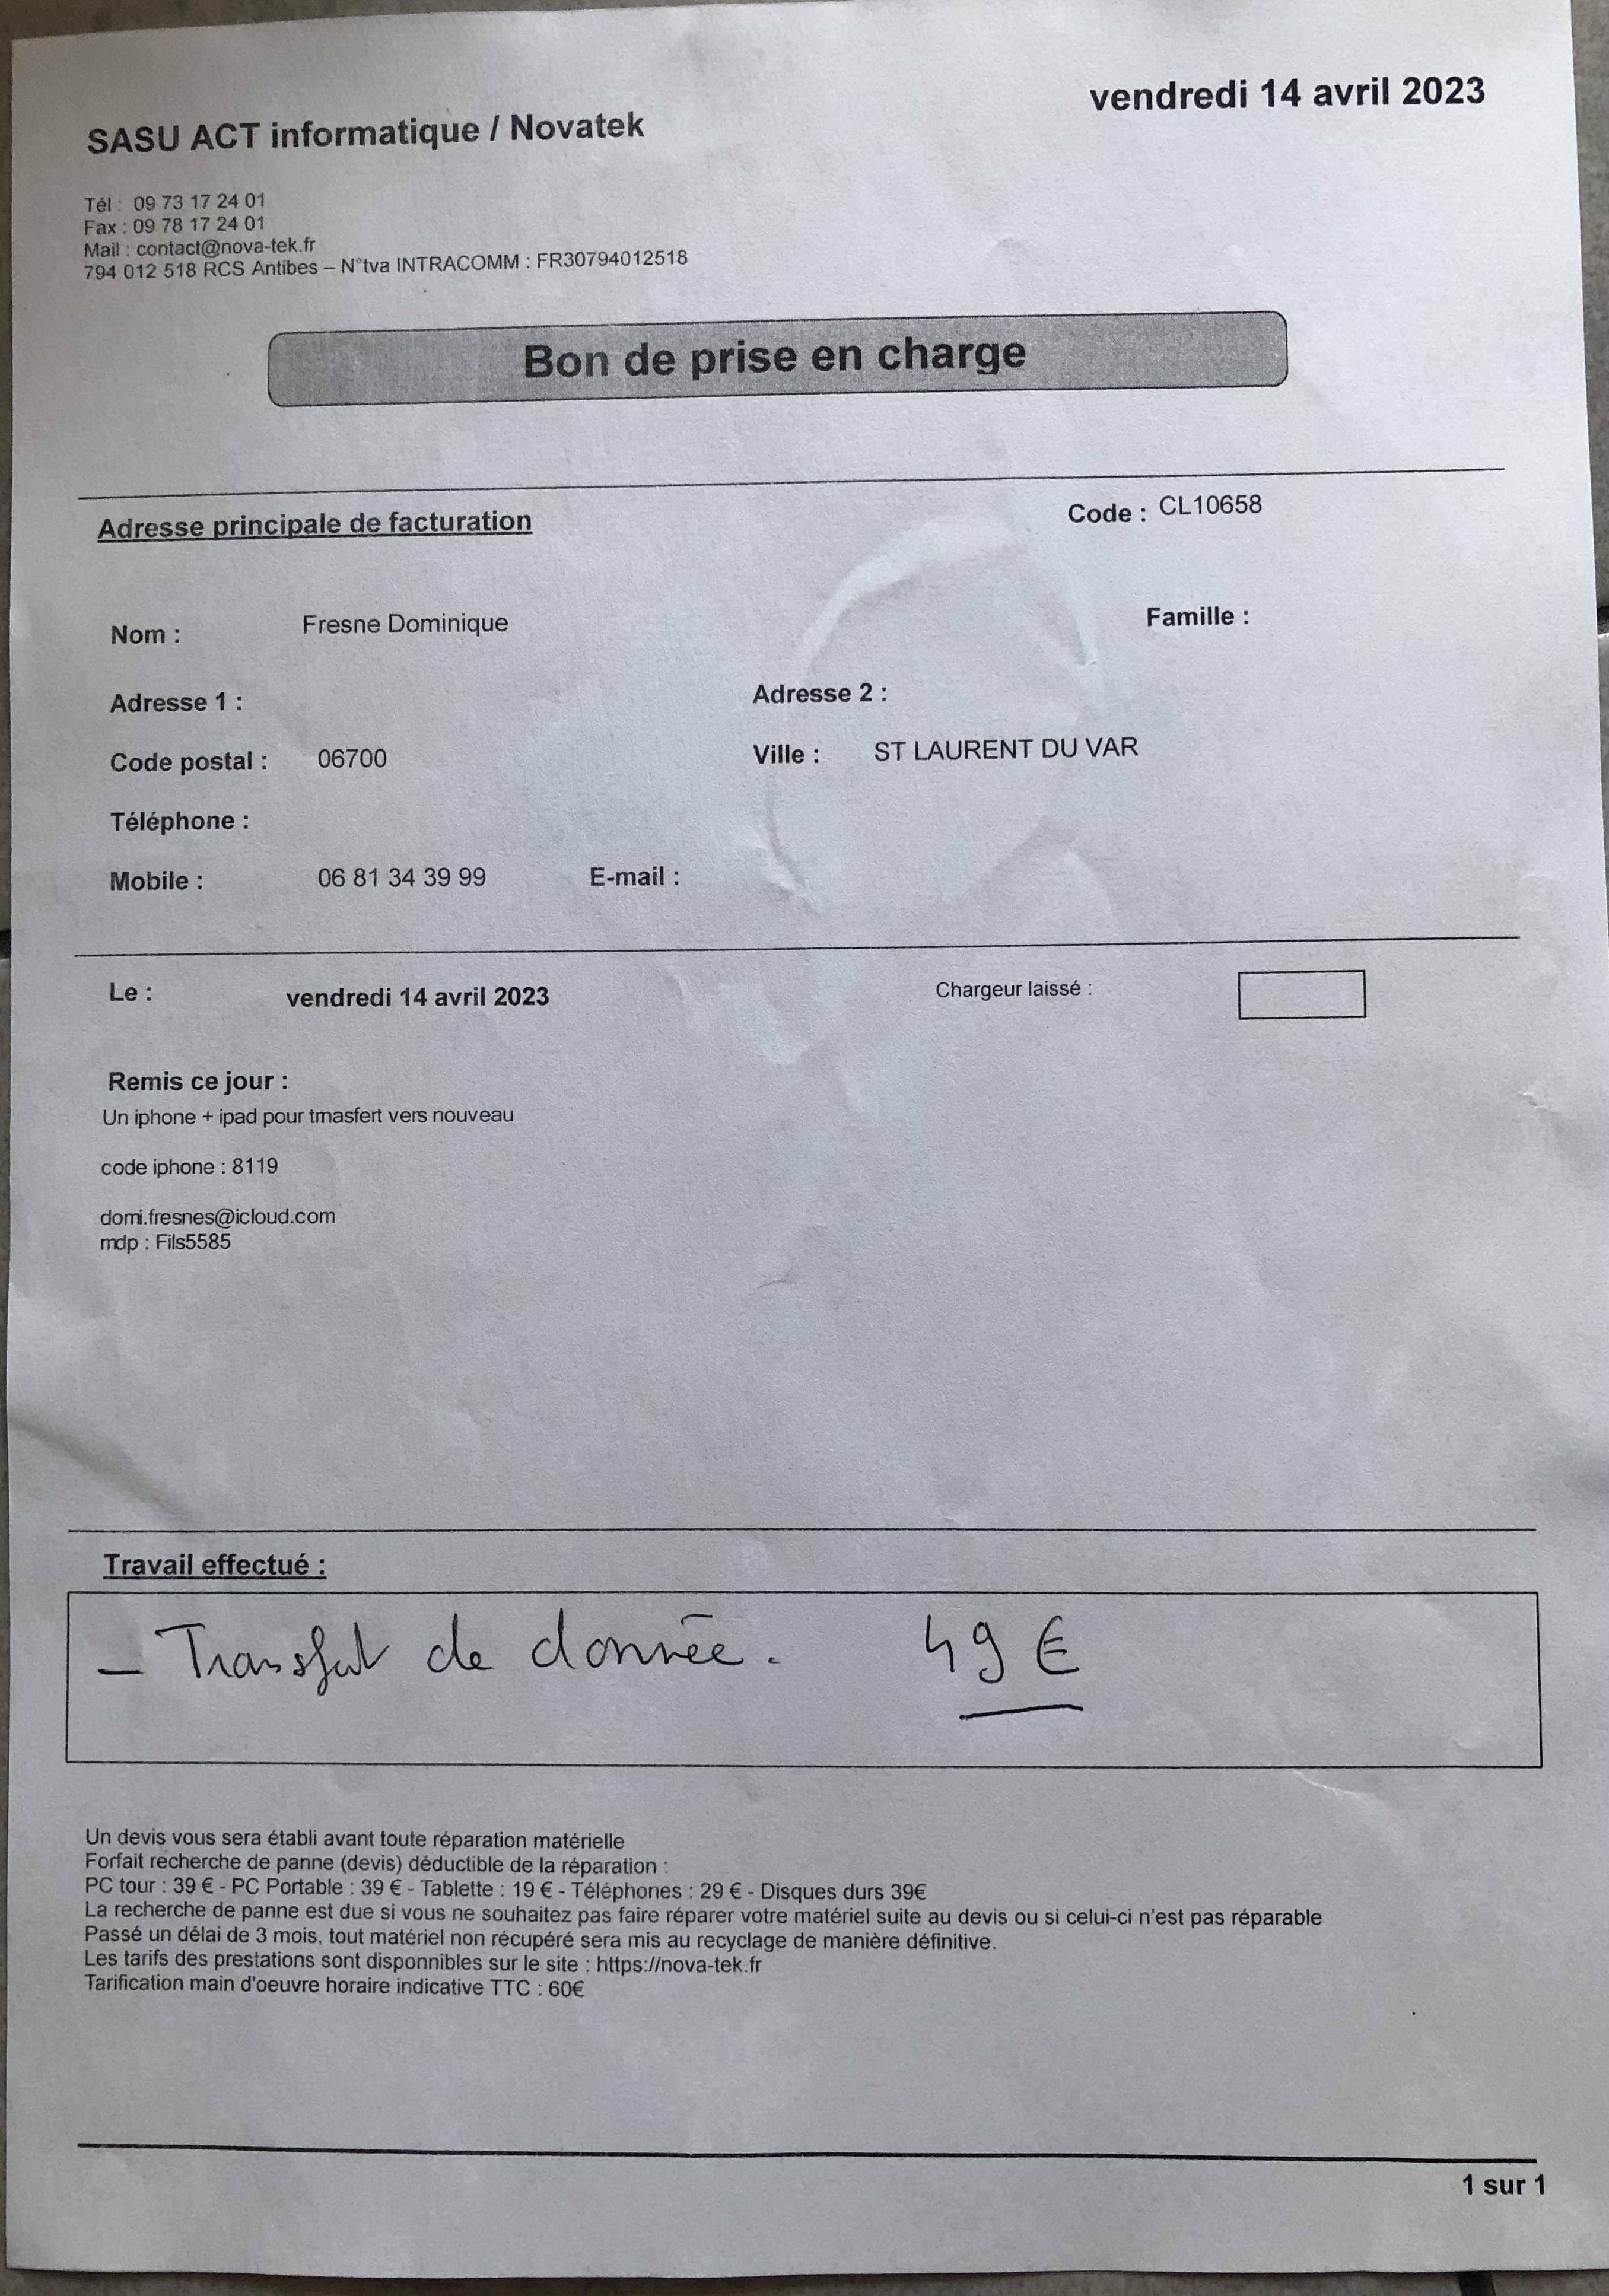 vendredi 14 avril 2023
SASU ACT informatique / Novatek
Tél : 09 73 17 24 01
Fax : 09 78 17 24 01
Mail : contact@nova-tek.fr
794 012 518 RCS Antibes – N°tva INTRACOMM : FR30794012518
Bon de prise en charge
Adresse principale de facturation
Code : CL10658
Nom : Fresne Dominique
Famille :
Adresse 1 :
Adresse 2 :
Code postal : 06700
Ville : ST LAURENT DU VAR
Téléphone :
Mobile : 06 81 34 39 99
E-mail :
Le : vendredi 14 avril 2023
Chargeur laissé :
Remis ce jour :
Un iphone + ipad pour tmasfert vers nouveau
code iphone : 8119
domi.fresnes@icloud.com
mdp : Fils5585
Travail effectué :
- Transfert de donnée. 49 €
Un devis vous sera établi avant toute réparation matérielle
Forfait recherche de panne (devis) déductible de la réparation :
PC tour : 39 € - PC Portable : 39 € - Tablette : 19 € - Téléphones : 29 € - Disques durs 39€
La recherche de panne est due si vous ne souhaitez pas faire réparer votre matériel suite au devis ou si celui-ci n'est pas réparable
Passé un délai de 3 mois, tout matériel non récupéré sera mis au recyclage de manière définitive.
Les tarifs des prestations sont disponnibles sur le site : https://nova-tek.fr
Tarification main d'oeuvre horaire indicative TTC : 60€
1 sur 1